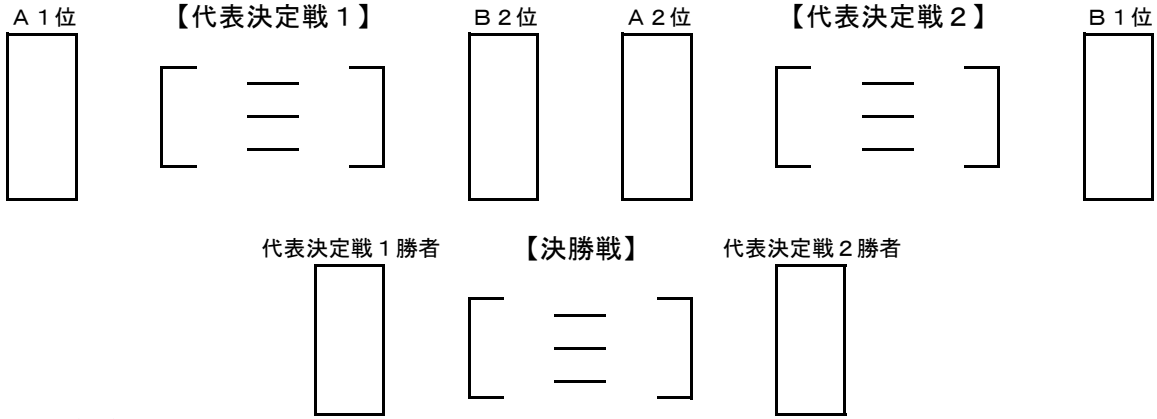 A1位 【代表決定戦1】 B2位 A2位 【代表決定戦2】 B1位
代表決定戦1勝者 【決勝戦】 代表決定戦2勝者